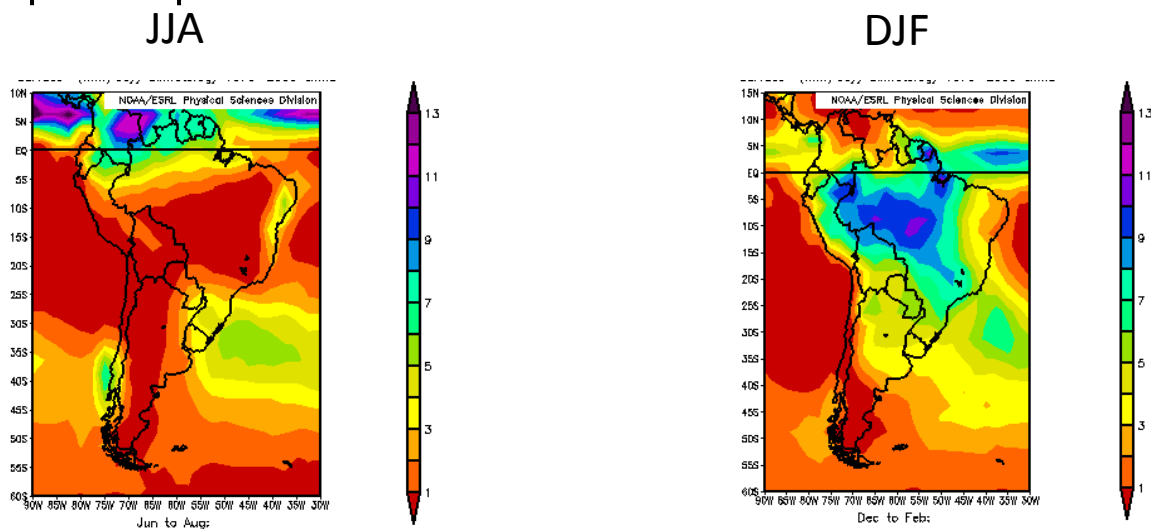 JJA
DJF
NOAA/ESRL Physical Sciences Division
10N
5N
EQ
5S
10S
15S
20S
25S
30S
35S
40S
45S
50S
55S
60S
90W 85W 80W 75W 70W 65W 60W 55W 50W 45W 40W 35W 30W
Jun to Aug:
13
11
9
7
5
3
1
NOAA/ESRL Physical Sciences Division
15N
10N
5N
EQ
5S
10S
15S
20S
25S
30S
35S
40S
45S
50S
55S
60S
90W 85W 80W 75W 70W 65W 60W 55W 50W 45W 40W 35W 30W
Dec to Feb:
13
11
9
7
5
3
1